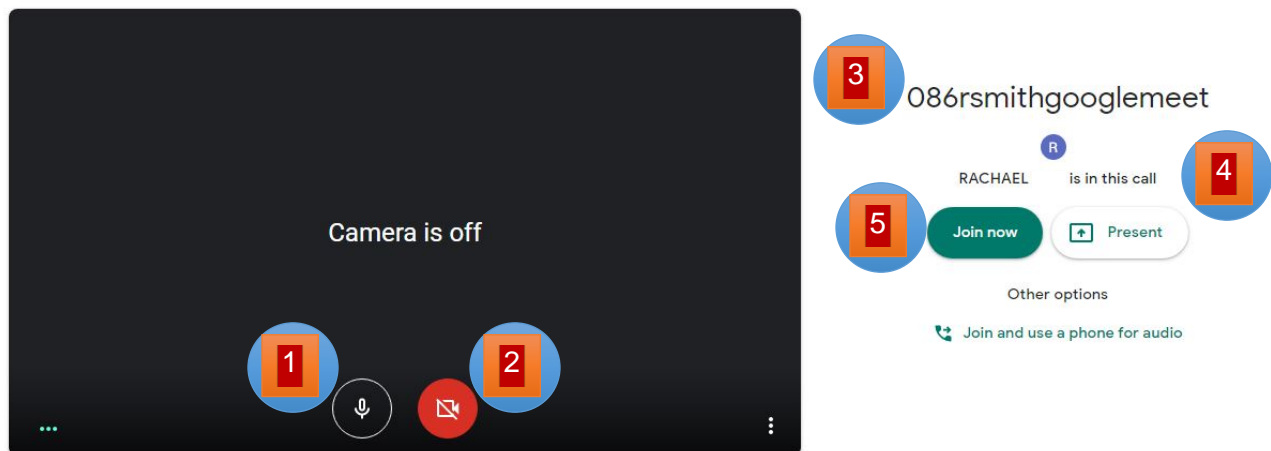 3
086rsmithgooglemeet
R
RACHAEL is in this call
4
5
Join now
Present
Camera is off
Other options
Join and use a phone for audio
1
2